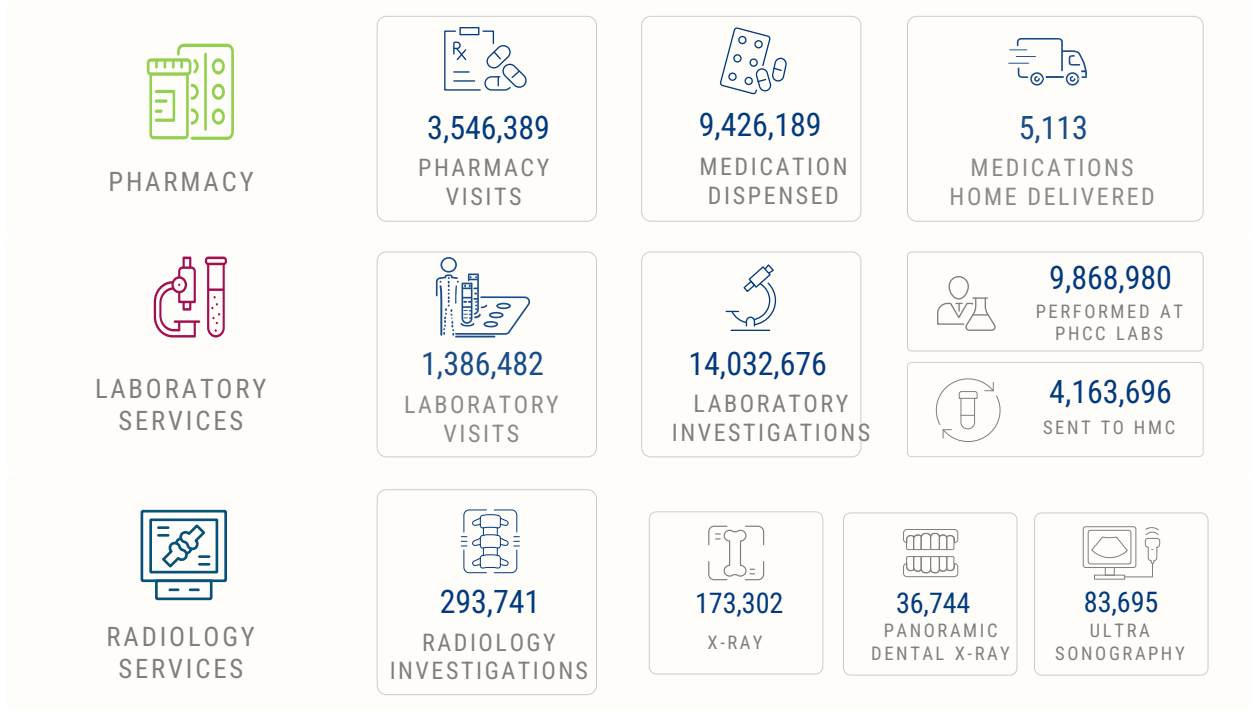 Rx
3,546,389
9,426,189
5,113
PHARMACY
PHARMACY
VISITS
MEDICATION
DISPENSED
MEDICATIONS
HOME DELIVERED
LABORATORY
SERVICES
1,386,482
LABORATORY
VISITS
14,032,676
LABORATORY
INVESTIGATIONS
9,868,980
PERFORMED AT
PHCC LABS
4,163,696
SENT TO HMC
RADIOLOGY
SERVICES
293,741
RADIOLOGY
INVESTIGATIONS
173,302
X-RAY
36,744
PANORAMIC
DENTAL X-RAY
83,695
ULTRA
SONOGRAPHY